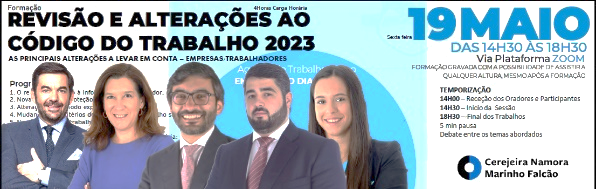 Formação
4Horas Carga Horária
REVISÃO E ALTERAÇÕES AO
CÓDIGO DO TRABALHO 2023
AS PRINCIPAIS ALTERAÇÕES A LEVAR EM CONTA – EMPRESAS/TRABALHADORES
Sexta feira
19 MAIO
DAS 14H30 ÀS 18H30
Via Plataforma ZOOM
FORMAÇÃO GRAVADA COM A POSSIBILIDADE DE ASSISTIR A
QUALQUER ALTURA, MESMO APÓS A FORMAÇÃO
TEMPORIZAÇÃO
14H00 – Receção dos Oradores e Participantes
14H30 – Início da Sessão
18H30 – Final dos Trabalhos
5 min pausa
Debate entre os temas abordados
Cerejeira Namora
Marinho Falcão